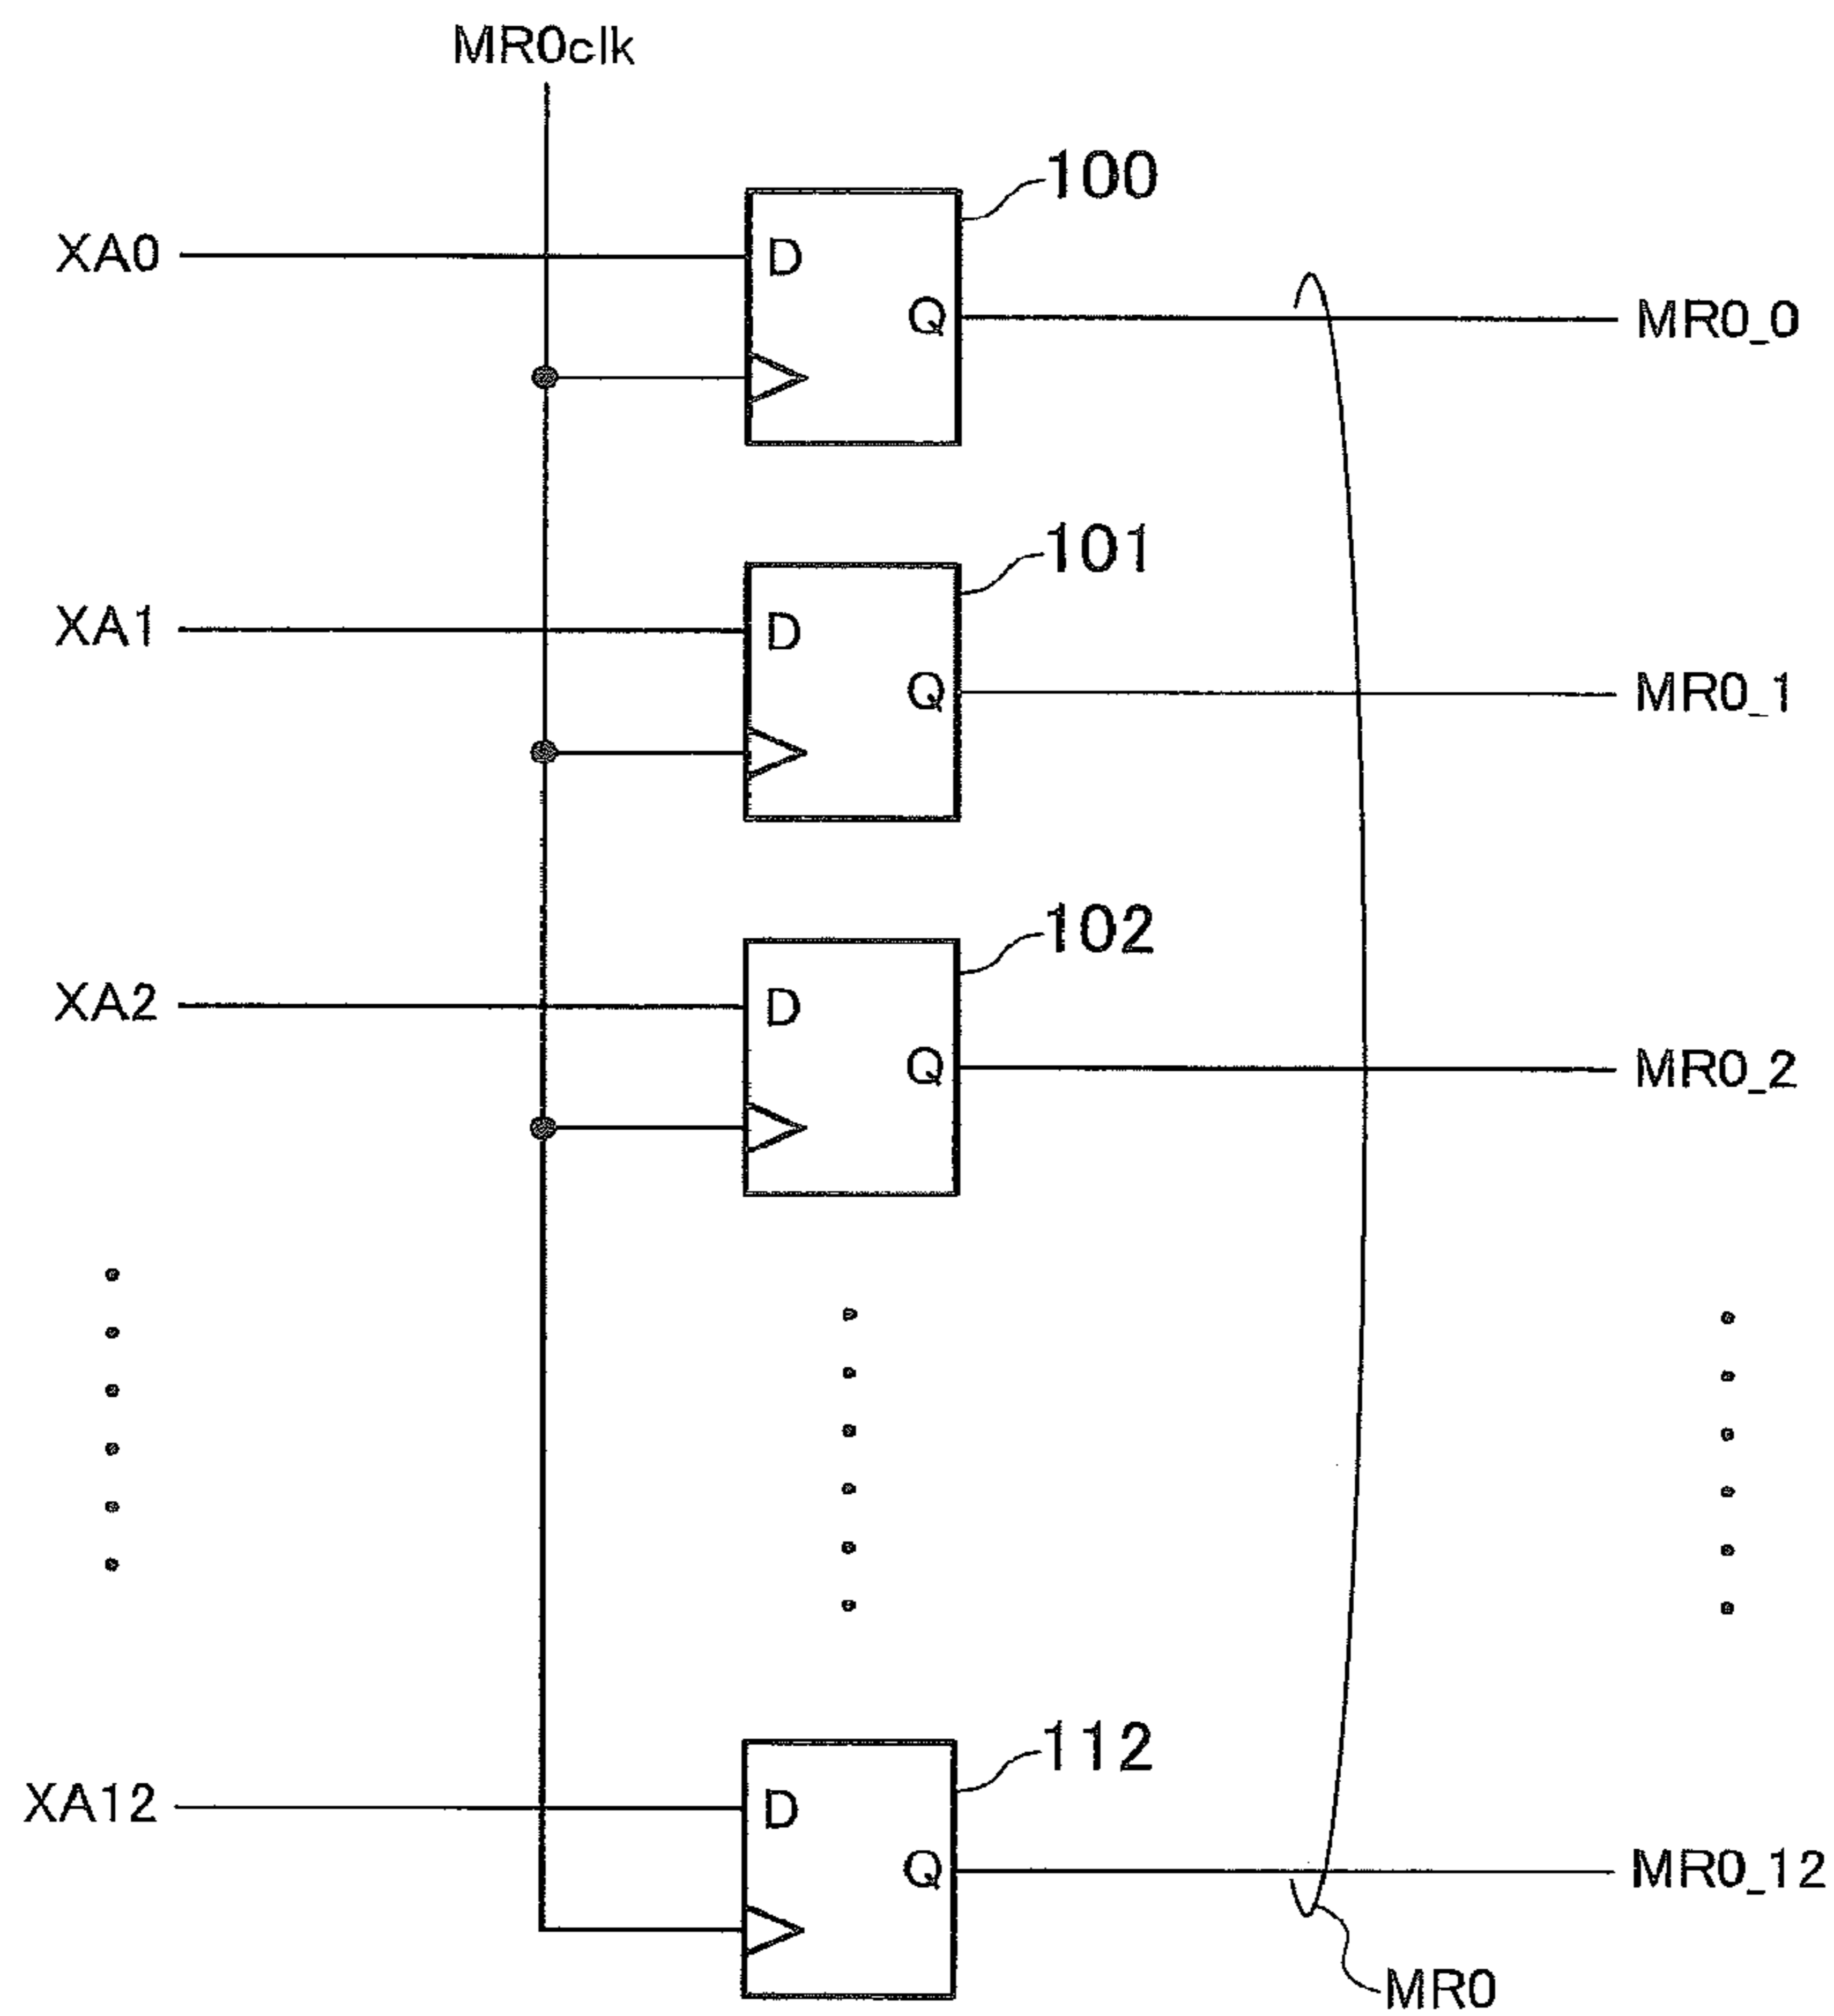 MR0clk
100
XA0
D
Q
MR0_0
101
XA1
D
Q
MR0_1
102
XA2
D
Q
MR0_2
112
XA12
D
Q
MR0_12
MR0